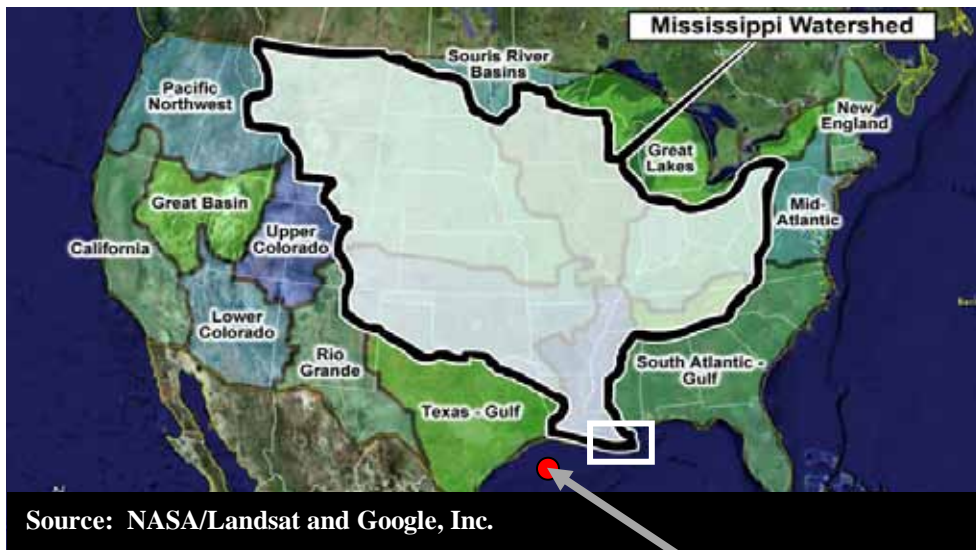 Mississippi Watershed
Souris River
Basins
Pacific
Northwest
New
England
Great
Lakes
Great Basin
Mid-
Atlantic
Upper
Colorado
California
Lower
Colorado
Rio
Grande
South Atlantic -
Gulf
Texas - Gulf
Source:  NASA/Landsat and Google, Inc.